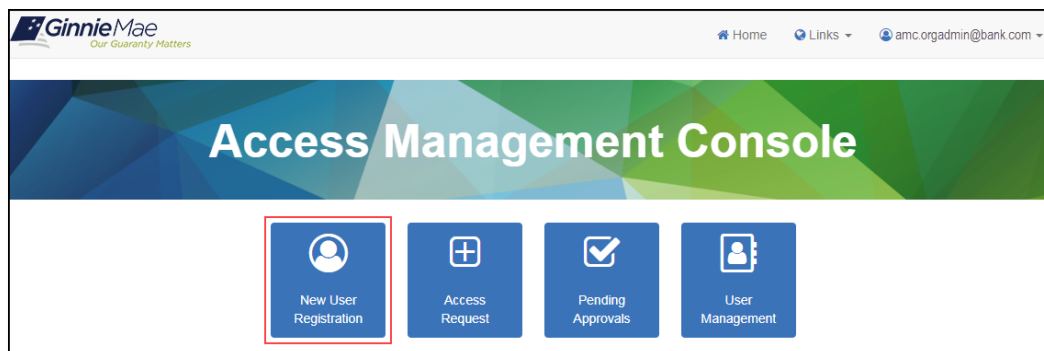 GinnieMae
Our Guaranty Matters
Home Links amc.orgadmin@bank.com
Access Management Console
New User
Registration
Access
Request
Pending
Approvals
User
Management